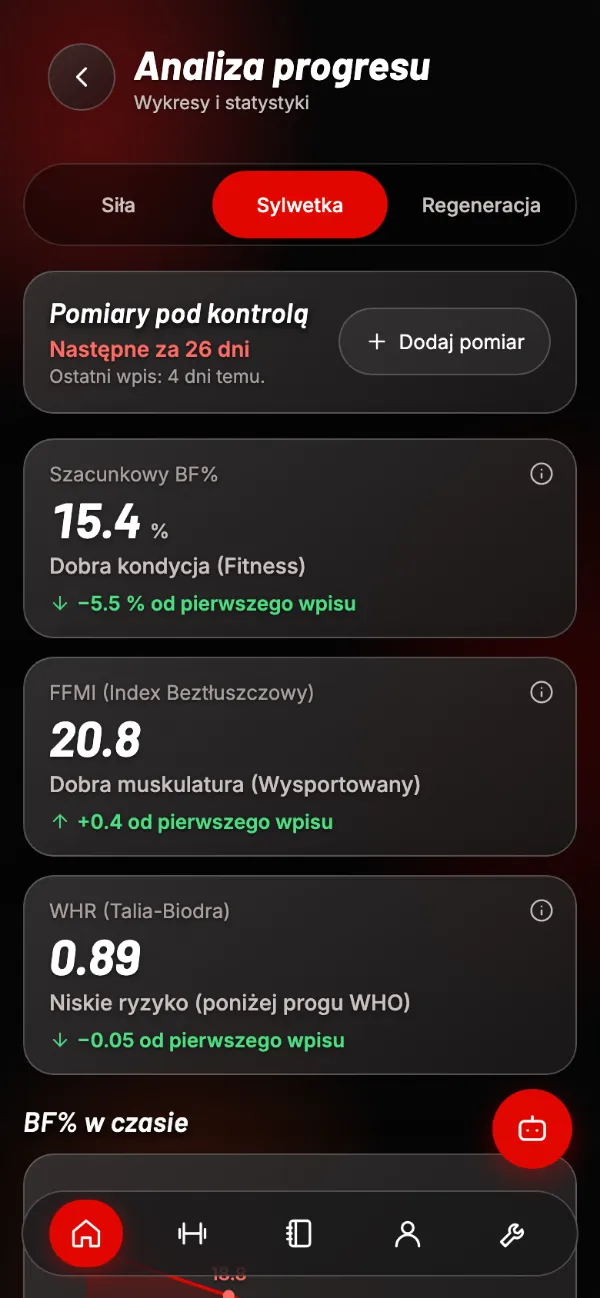 Analiza progresu
Wykresy i statystyki
Siła
Sylwetka
Regeneracja
Pomiary pod kontrolą
Następne za 26 dni
Ostatni wpis: 4 dni temu.
+ Dodaj pomiar
Szacunkowy BF%
15.4 %
Dobra kondycja (Fitness)
↓ −5.5 % od pierwszego wpisu
FFMI (Index Beztłuszczowy)
20.8
Dobra muskulatura (Wysportowany)
↑ +0.4 od pierwszego wpisu
WHR (Talia-Biodra)
0.89
Niskie ryzyko (poniżej progu WHO)
↓ −0.05 od pierwszego wpisu
BF% w czasie